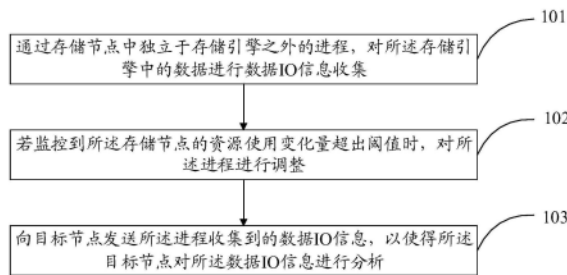 101
通过存储节点中独立于存储引擎之外的进程，对所述存储引
擎中的数据进行数据IO信息收集
102
若监控到所述存储节点的资源使用变化量超出阈值时，对所
述进程进行调整
103
向目标节点发送所述进程收集到的数据IO信息，以使得所述
目标节点对所述数据IO信息进行分析